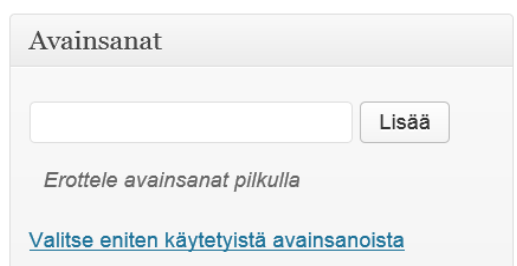 Avainsanat
Lisää
Erottele avainsanat pilkulla
Valitse eniten käytetyistä avainsanoista